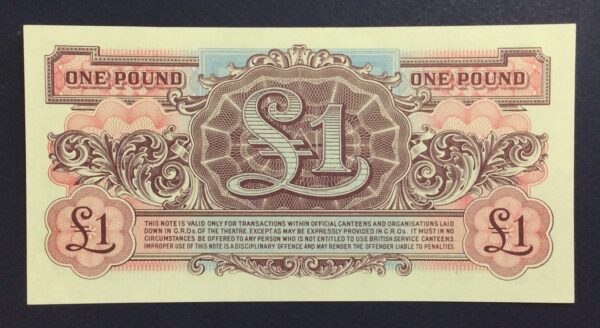 ONE POUND ONE POUND
£1
THIS NOTE IS VALID ONLY FOR TRANSACTIONS WITHIN OFFICIAL CANTEENS AND ORGANISATIONS LAID
DOWN IN G.R.Os OF THE THEATRE. EXCEPT AS MAY BE EXPRESSLY PROVIDED IN G.R.Os. IT MUST IN NO
CIRCUMSTANCES BE OFFERED TO ANY PERSON WHO IS NOT ENTITLED TO USE BRITISH SERVICE CANTEENS.
IMPROPER USE OF THIS NOTE IS A DISCIPLINARY OFFENCE AND MAY RENDER THE OFFENDER LIABLE TO PENALTIES.
£1 £1